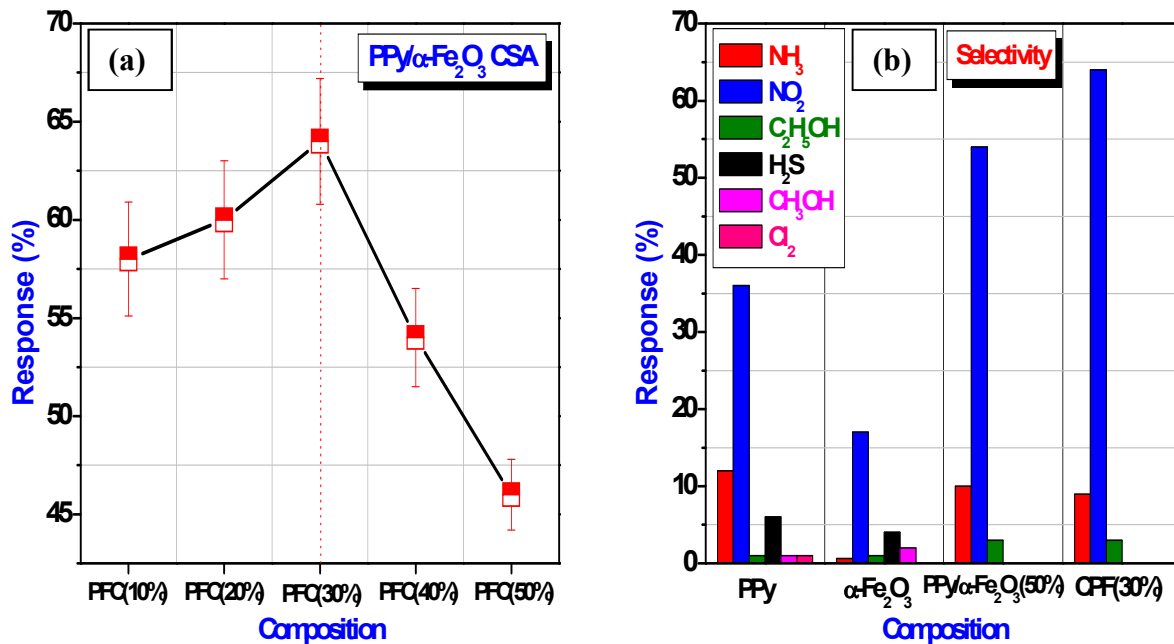 (a)
PPy/α-Fe₂O₃ CSA
70
65
60
55
50
45
Response (%)
PFC(10%) PFC(20%) PFC(30%) PFC(40%) PFC(50%)
Composition
(b)
Selectivity
NH₃
NO₂
C₂H₅OH
H₂S
CH₃OH
Cl₂
70
60
50
40
30
20
10
0
Response (%)
PPy α-Fe₂O₃ PPy/α-Fe₂O₃(50%) CPF(30%)
Composition